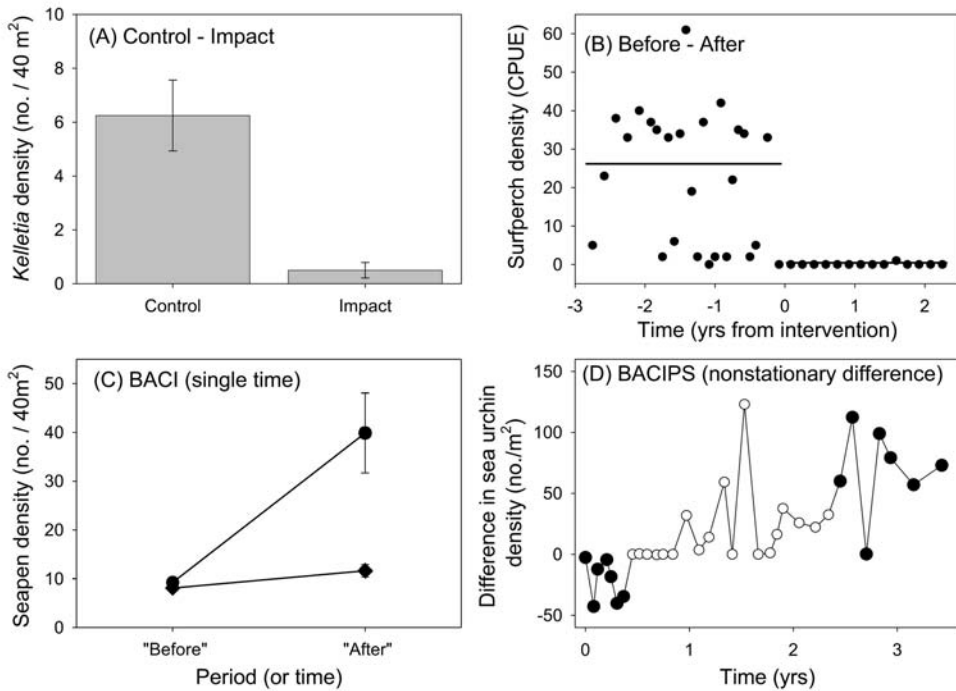 (A) Control - Impact
Kelletia density (no. / 40 m²)
10
8
6
4
2
0
Control
Impact
(B) Before - After
Surfperch density (CPUE)
60
50
40
30
20
10
0
-3
-2
-1
0
1
2
Time (yrs from intervention)
(C) BACI (single time)
Seapen density (no. / 40m²)
50
40
30
20
10
0
"Before"
"After"
Period (or time)
(D) BACIPS (nonstationary difference)
Difference in sea urchin
density (no./m²)
150
100
50
0
-50
0
1
2
3
Time (yrs)